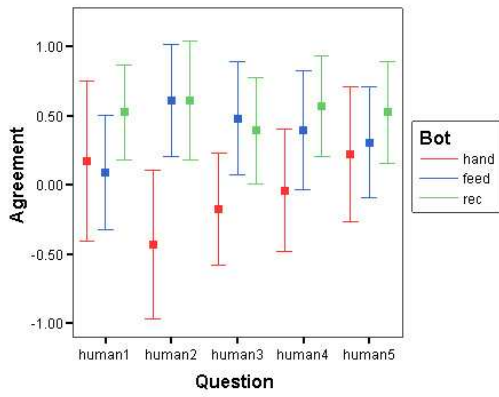 Agreement
1.00
0.50
0.00
-0.50
-1.00
human1 human2 human3 human4 human5
Question
Bot
hand
feed
rec